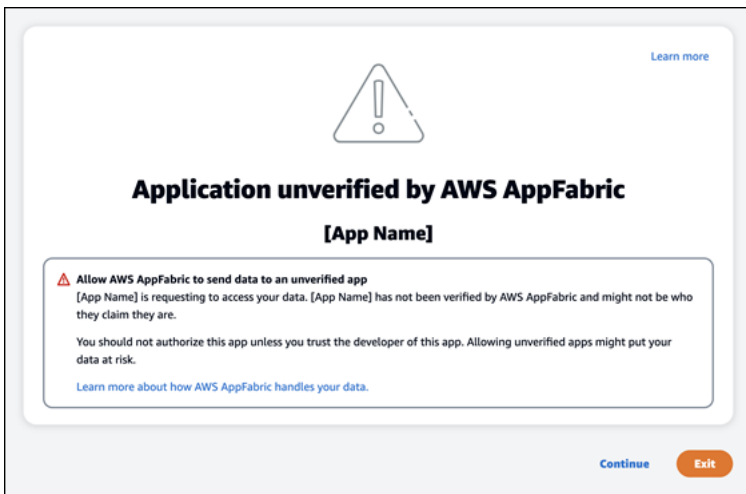 Learn more
Application unverified by AWS AppFabric
[App Name]
Allow AWS AppFabric to send data to an unverified app
[App Name] is requesting to access your data. [App Name] has not been verified by AWS AppFabric and might not be who
they claim they are.
You should not authorize this app unless you trust the developer of this app. Allowing unverified apps might put your
data at risk.
Learn more about how AWS AppFabric handles your data.
Continue
Exit